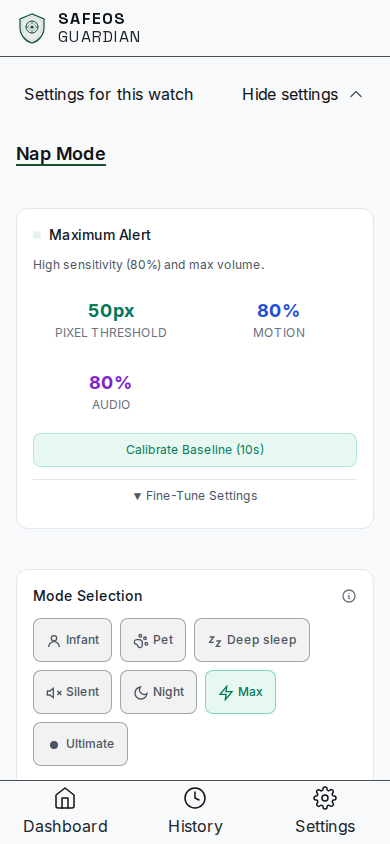 SAFEOS
GUARDIAN
Settings for this watch
Hide settings
Nap Mode
Maximum Alert
High sensitivity (80%) and max volume.
50px
PIXEL THRESHOLD
80%
MOTION
80%
AUDIO
Calibrate Baseline (10s)
▼ Fine-Tune Settings
Mode Selection
Infant
Pet
Deep sleep
Silent
Night
Max
Ultimate
Dashboard
History
Settings